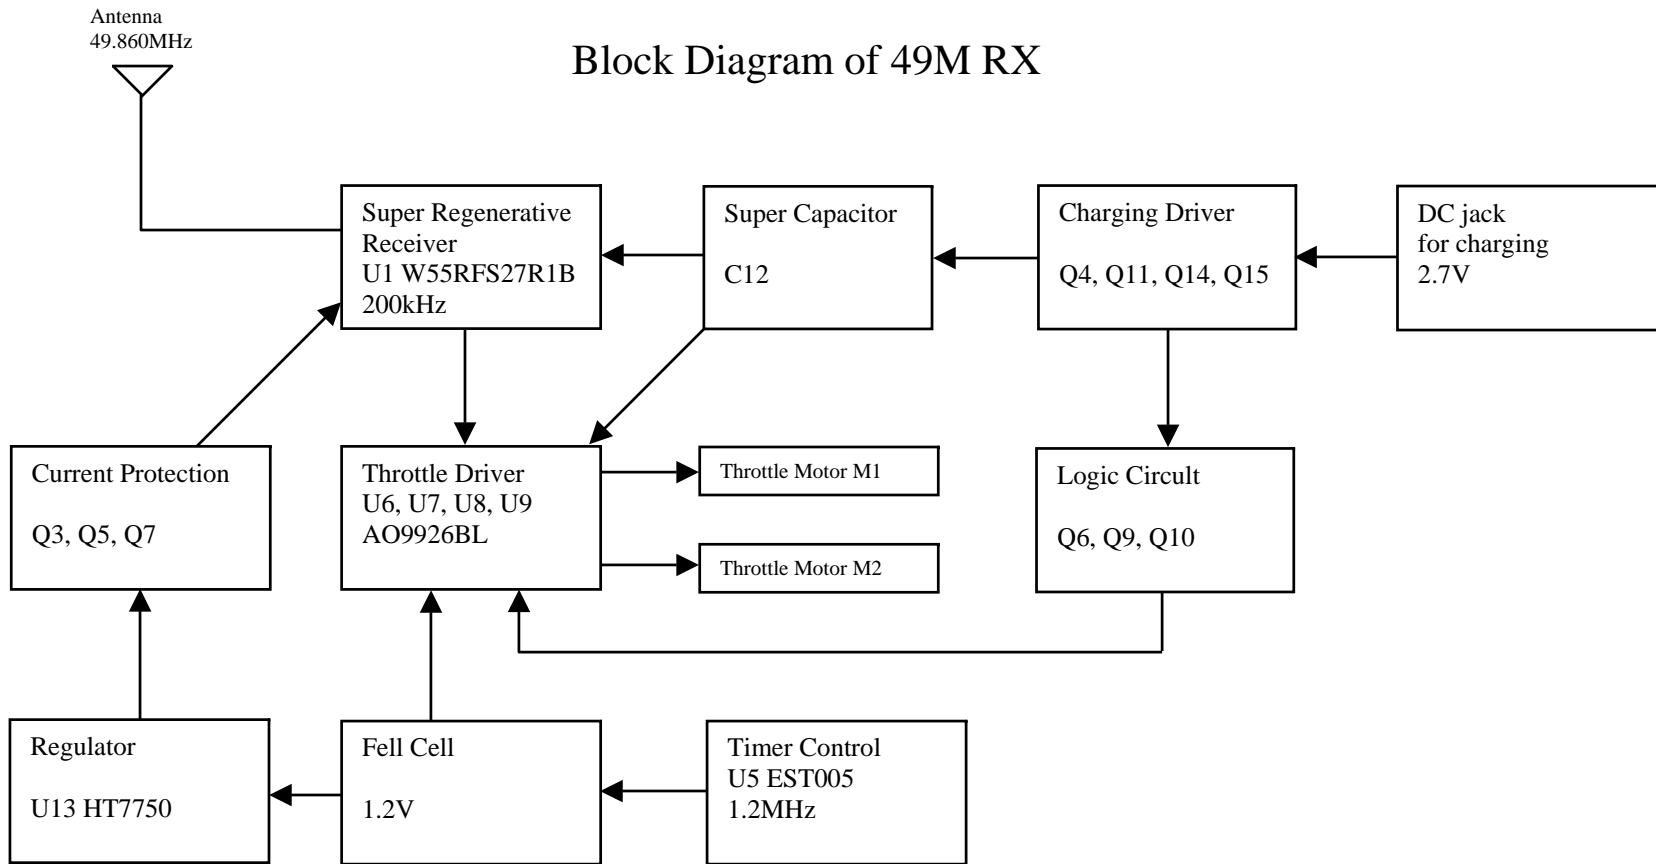 Antenna
49.860MHz
Block Diagram of 49M RX
Super Regenerative
Receiver
U1 W55RFS27R1B
200kHz
Super Capacitor
C12
Charging Driver
Q4, Q11, Q14, Q15
DC jack
for charging
2.7V
Current Protection
Q3, Q5, Q7
Throttle Driver
U6, U7, U8, U9
AO9926BL
Throttle Motor M1
Throttle Motor M2
Logic Circult
Q6, Q9, Q10
Regulator
U13 HT7750
Fell Cell
1.2V
Timer Control
U5 EST005
1.2MHz